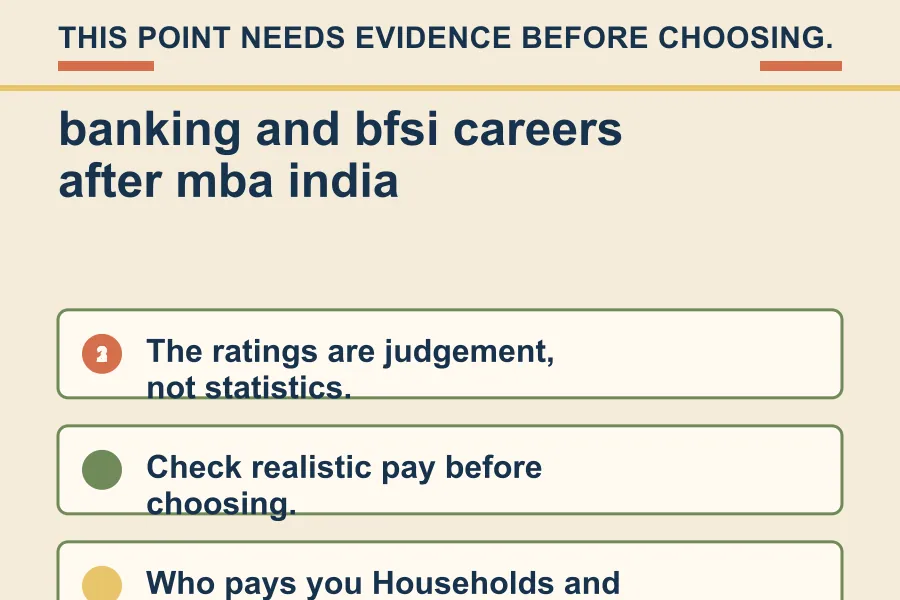 THIS POINT NEEDS EVIDENCE BEFORE CHOOSING.
banking and bfsi careers
after mba india
The ratings are judgement,
not statistics.
Check realistic pay before
choosing.
Who pays you Households and